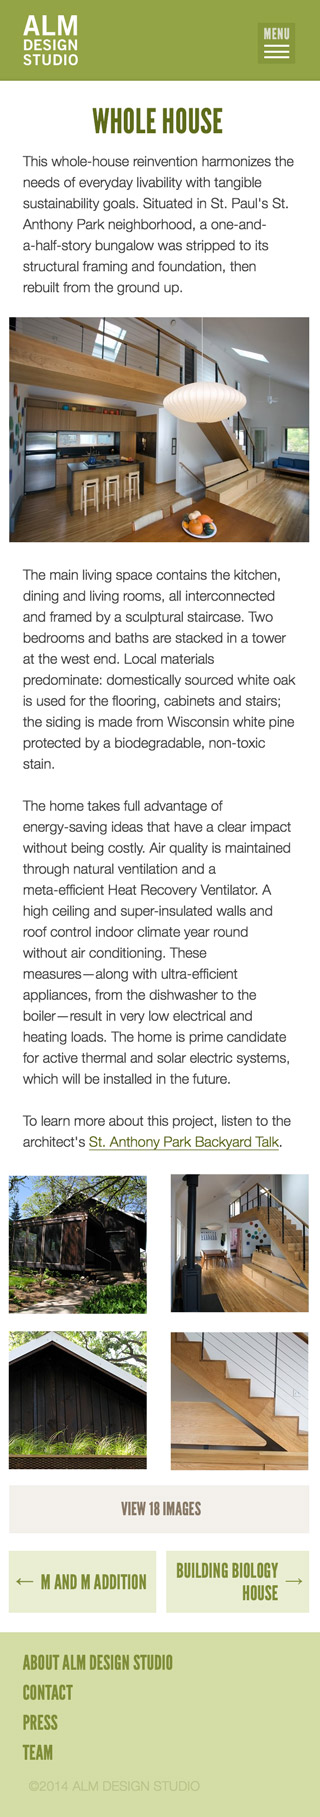 ALM
DESIGN
STUDIO
MENU
WHOLE HOUSE
This whole-house reinvention harmonizes the
needs of everyday livability with tangible
sustainability goals. Situated in St. Paul's St.
Anthony Park neighborhood, a one-and-
a-half-story bungalow was stripped to its
structural framing and foundation, then
rebuilt from the ground up.
The main living space contains the kitchen,
dining and living rooms, all interconnected
and framed by a sculptural staircase. Two
bedrooms and baths are stacked in a tower
at the west end. Local materials
predominate: domestically sourced white oak
is used for the flooring, cabinets and stairs;
the siding is made from Wisconsin white pine
protected by a biodegradable, non-toxic
stain.
The home takes full advantage of
energy-saving ideas that have a clear impact
without being costly. Air quality is maintained
through natural ventilation and a
meta-efficient Heat Recovery Ventilator. A
high ceiling and super-insulated walls and
roof control indoor climate year round
without air conditioning. These
measures—along with ultra-efficient
appliances, from the dishwasher to the
boiler—result in very low electrical and
heating loads. The home is prime candidate
for active thermal and solar electric systems,
which will be installed in the future.
To learn more about this project, listen to the
architect's St. Anthony Park Backyard Talk.
VIEW 18 IMAGES
← M AND M ADDITION
BUILDING BIOLOGY
HOUSE →
ABOUT ALM DESIGN STUDIO
CONTACT
PRESS
TEAM
©2014 ALM DESIGN STUDIO